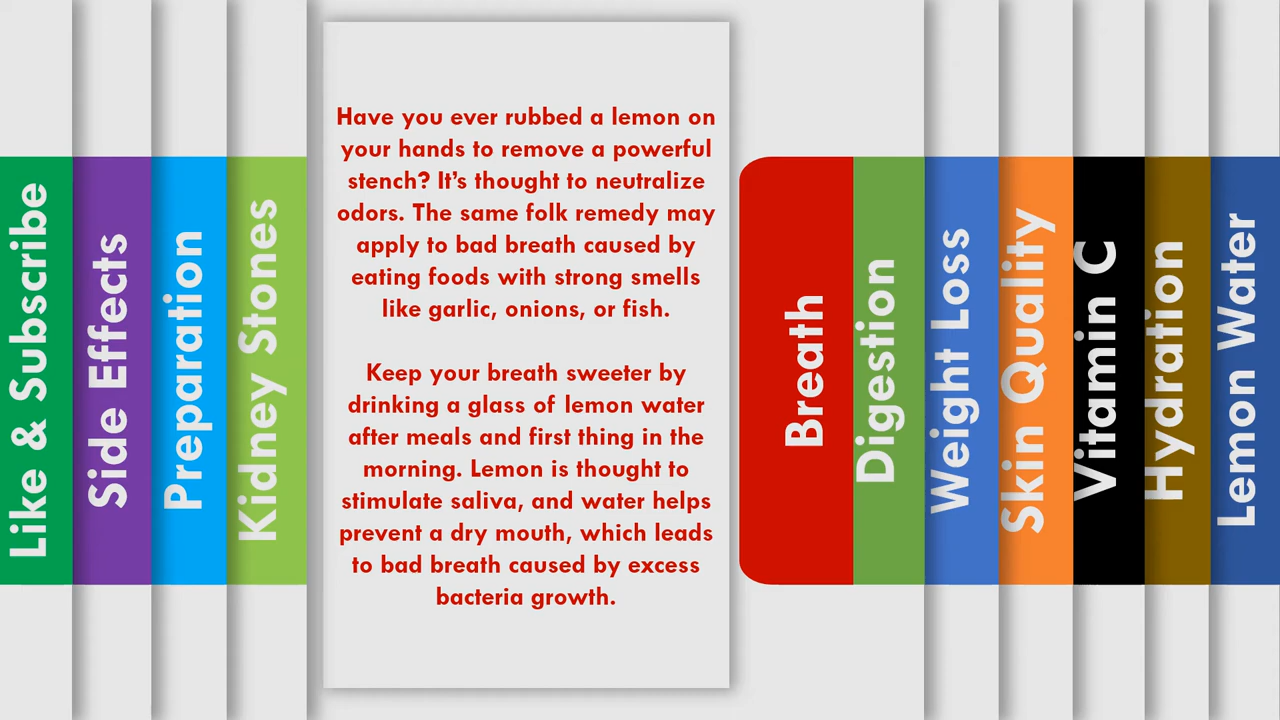 Like & Subscribe
Side Effects
Preparation
Kidney Stones
Have you ever rubbed a lemon on
your hands to remove a powerful
stench? It’s thought to neutralize
odors. The same folk remedy may
apply to bad breath caused by
eating foods with strong smells
like garlic, onions, or fish.
Keep your breath sweeter by
drinking a glass of lemon water
after meals and first thing in the
morning. Lemon is thought to
stimulate saliva, and water helps
prevent a dry mouth, which leads
to bad breath caused by excess
bacteria growth.
Breath
Digestion
Weight Loss
Skin Quality
Vitamin C
Hydration
Lemon Water